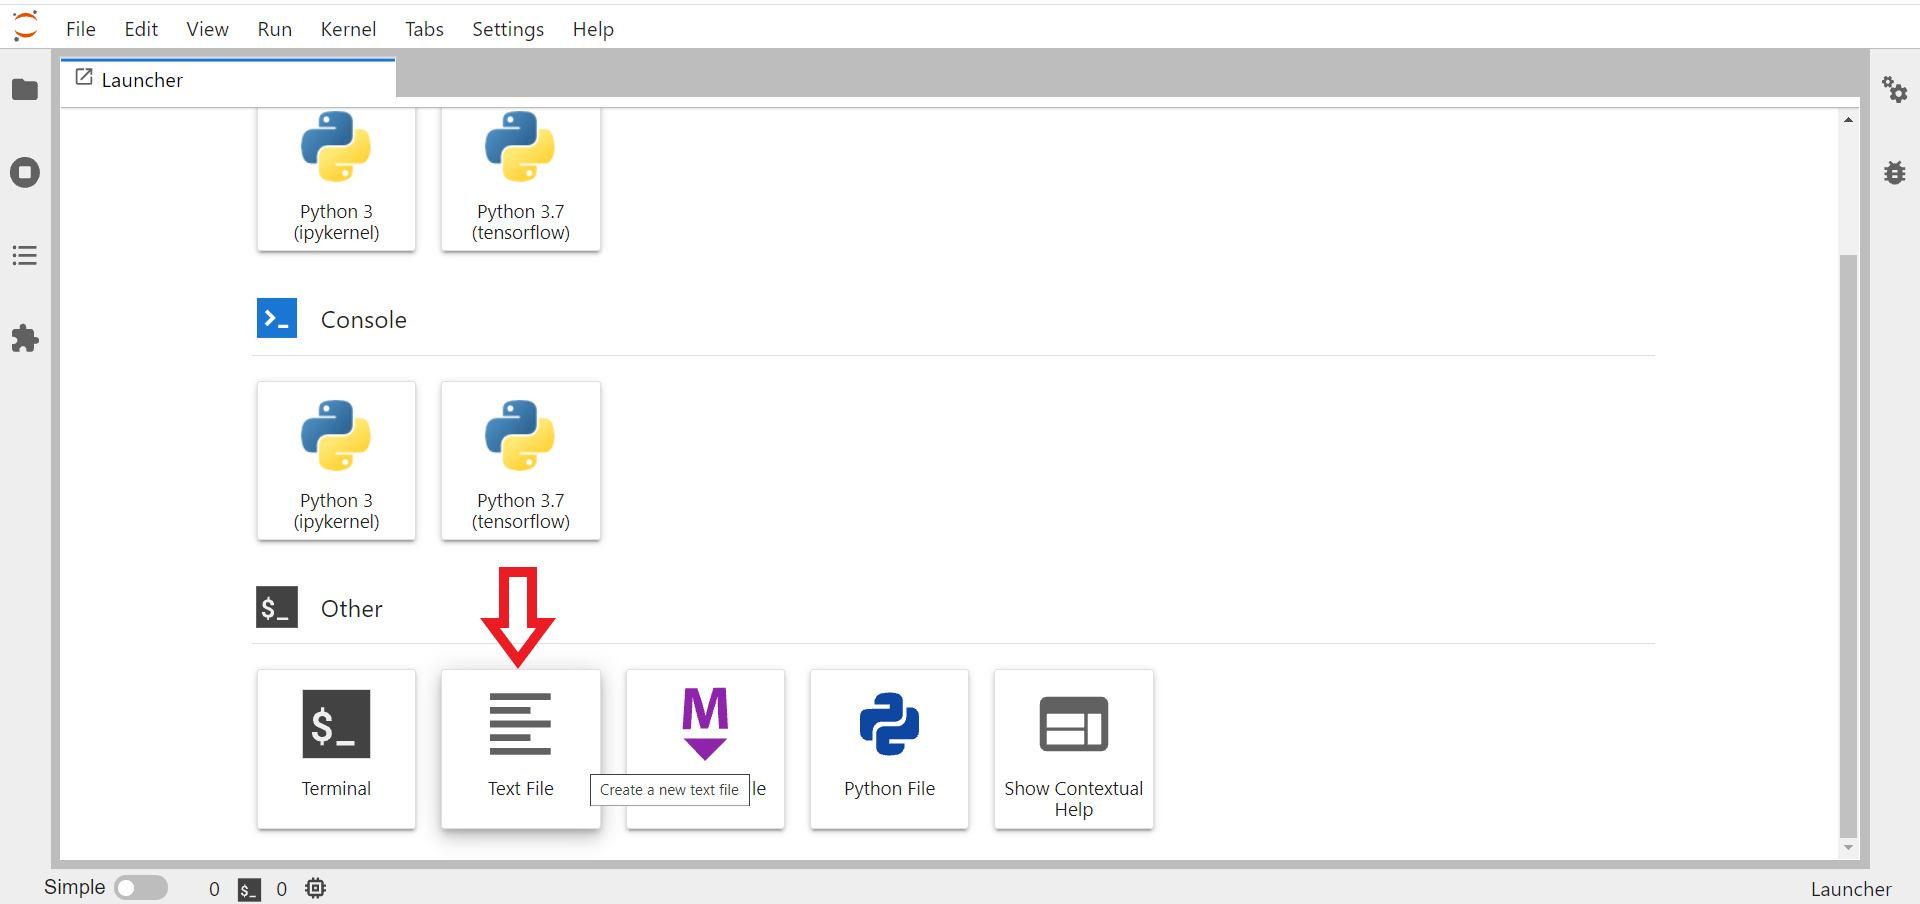 File Edit View Run Kernel Tabs Settings Help
Launcher
Python 3
(ipykernel)
Python 3.7
(tensorflow)
Console
Python 3
(ipykernel)
Python 3.7
(tensorflow)
$_ Other
$_
Terminal
Text File
Create a new text file
M
le
Python File
Show Contextual
Help
Simple 0 $_ 0 Launcher